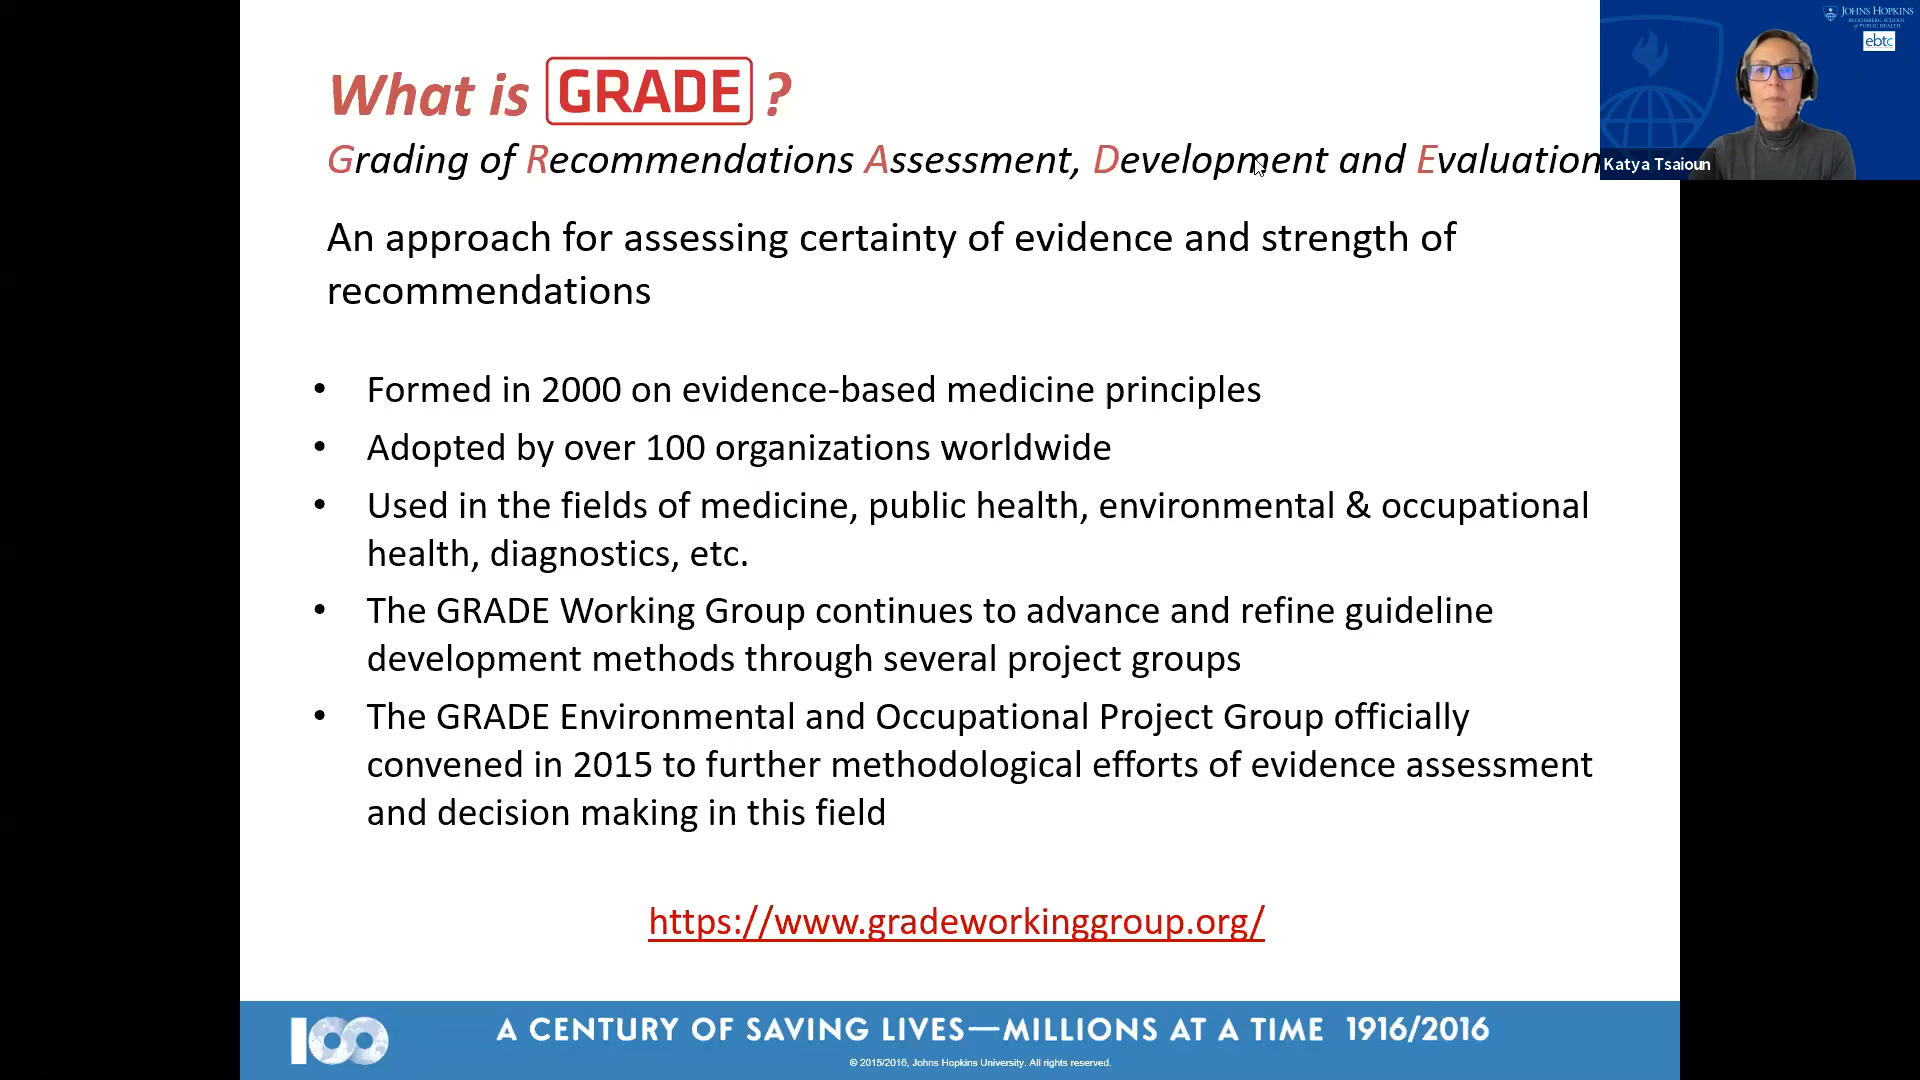 What is GRADE ?
Grading of Recommendations Assessment, Development and Evaluation
An approach for assessing certainty of evidence and strength of
recommendations
• Formed in 2000 on evidence-based medicine principles
• Adopted by over 100 organizations worldwide
• Used in the fields of medicine, public health, environmental & occupational
health, diagnostics, etc.
• The GRADE Working Group continues to advance and refine guideline
development methods through several project groups
• The GRADE Environmental and Occupational Project Group officially
convened in 2015 to further methodological efforts of evidence assessment
and decision making in this field
https://www.gradeworkinggroup.org/
100
A CENTURY OF SAVING LIVES—MILLIONS AT A TIME 1916/2016
© 2015/2016, Johns Hopkins University. All rights reserved.
JOHNS HOPKINS
BLOOMBERG SCHOOL
of PUBLIC HEALTH
ebtc
Katya Tsaioun